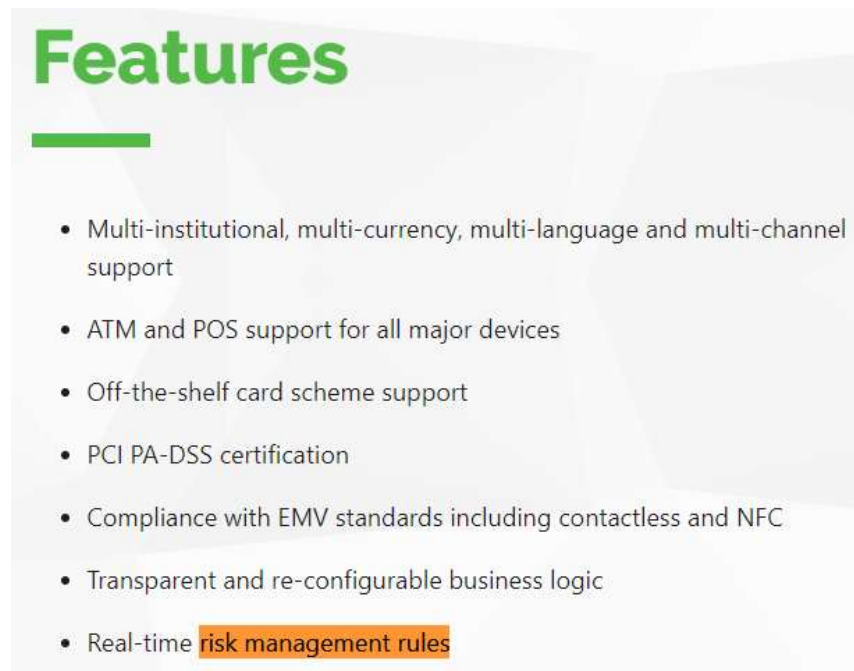 Features
• Multi-institutional, multi-currency, multi-language and multi-channel
support
• ATM and POS support for all major devices
• Off-the-shelf card scheme support
• PCI PA-DSS certification
• Compliance with EMV standards including contactless and NFC
• Transparent and re-configurable business logic
• Real-time risk management rules